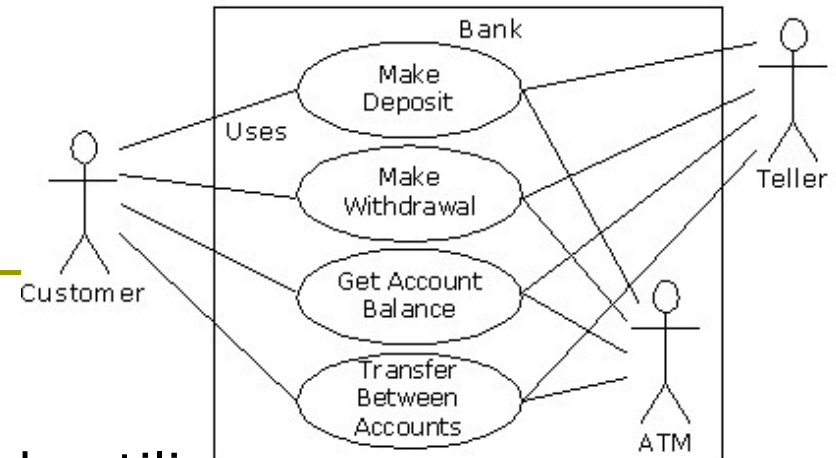 Bank
Make
Deposit
Uses
Make
Withdrawal
Teller
Get Account
Balance
Customer
Transfer
Between
Accounts
ATM